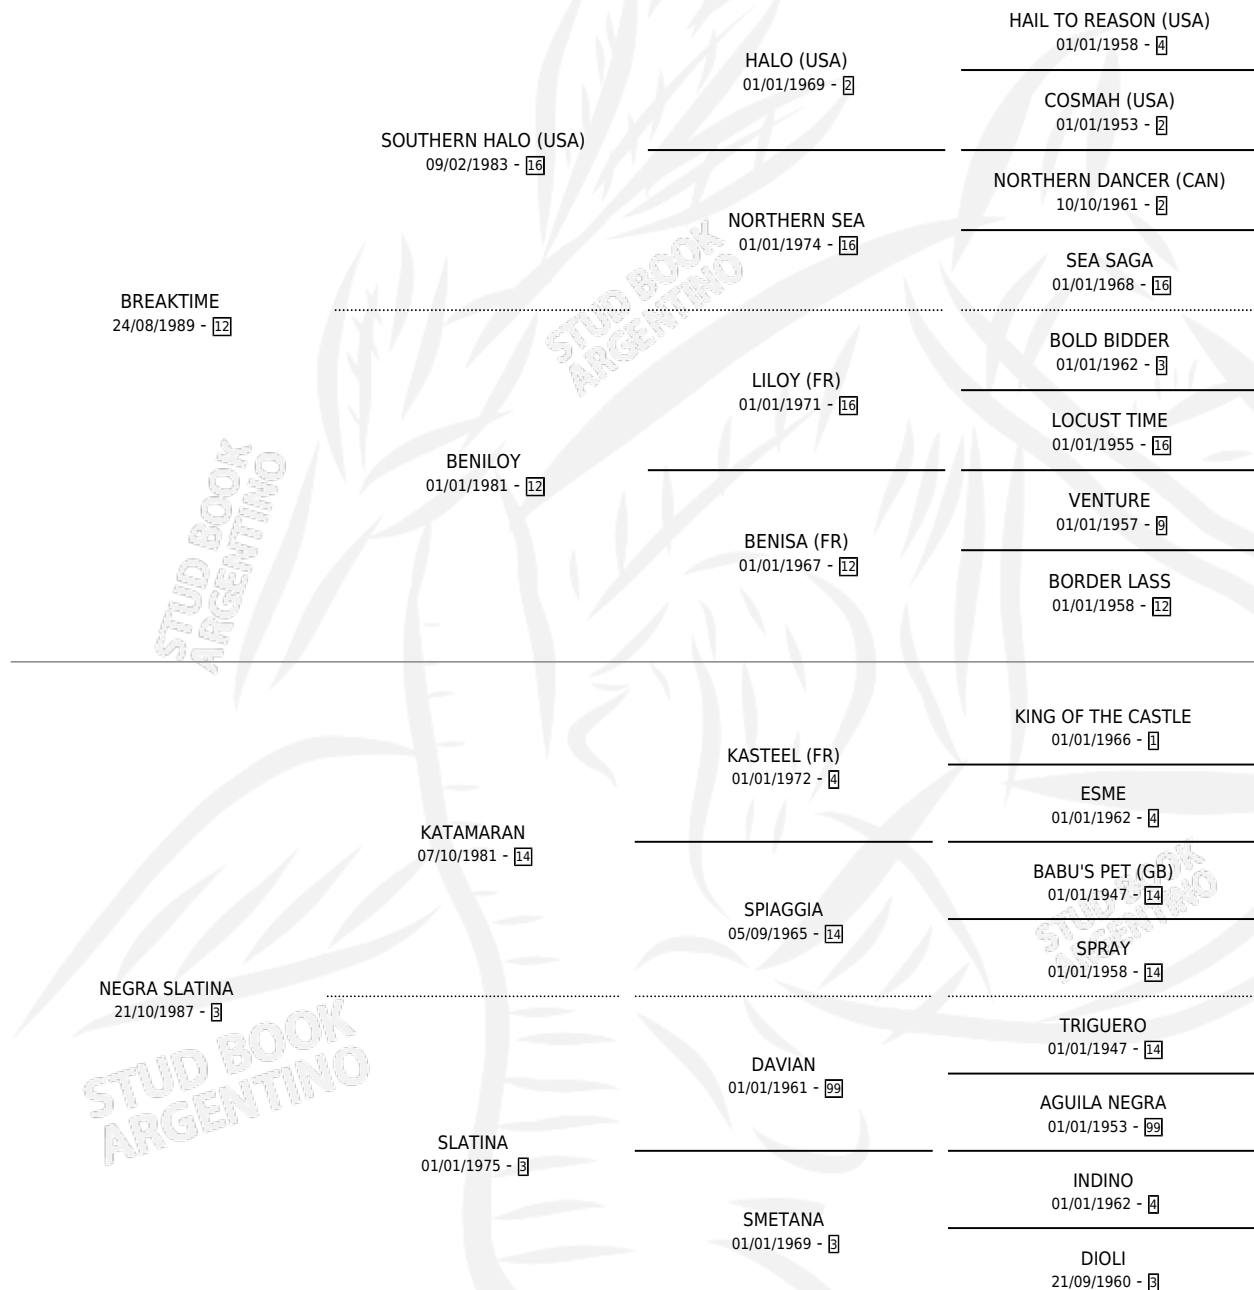 HAIL TO REASON (USA)
01/01/1958 - 4
HALO (USA)
01/01/1969 - 2
COSMAH (USA)
01/01/1953 - 2
SOUTHERN HALO (USA)
09/02/1983 - 16
NORTHERN DANCER (CAN)
10/10/1961 - 2
NORTHERN SEA
01/01/1974 - 16
SEA SAGA
01/01/1968 - 16
BREAKTIME
24/08/1989 - 12
BOLD BIDDER
01/01/1962 - 3
LILOY (FR)
01/01/1971 - 16
LOCUST TIME
01/01/1955 - 16
BENILOY
01/01/1981 - 12
VENTURE
01/01/1957 - 9
BENISA (FR)
01/01/1967 - 12
BORDER LASS
01/01/1958 - 12
KING OF THE CASTLE
01/01/1966 - 1
KASTEEL (FR)
01/01/1972 - 4
ESME
01/01/1962 - 4
KATAMARAN
07/10/1981 - 14
BABU'S PET (GB)
01/01/1947 - 14
SPIAGGIA
05/09/1965 - 14
SPRAY
01/01/1958 - 14
NEGRA SLATINA
21/10/1987 - 3
TRIGUERO
01/01/1947 - 14
DAVIAN
01/01/1961 - 99
AGUILA NEGRA
01/01/1953 - 99
SLATINA
01/01/1975 - 3
INDINO
01/01/1962 - 4
SMETANA
01/01/1969 - 3
DIOLI
21/09/1960 - 3
STUD BOOK
ARGENTINO
STUD BOOK
ARGENTINO
STUD BOOK
ARGENTINO
STUD BOOK
ARGENTINO